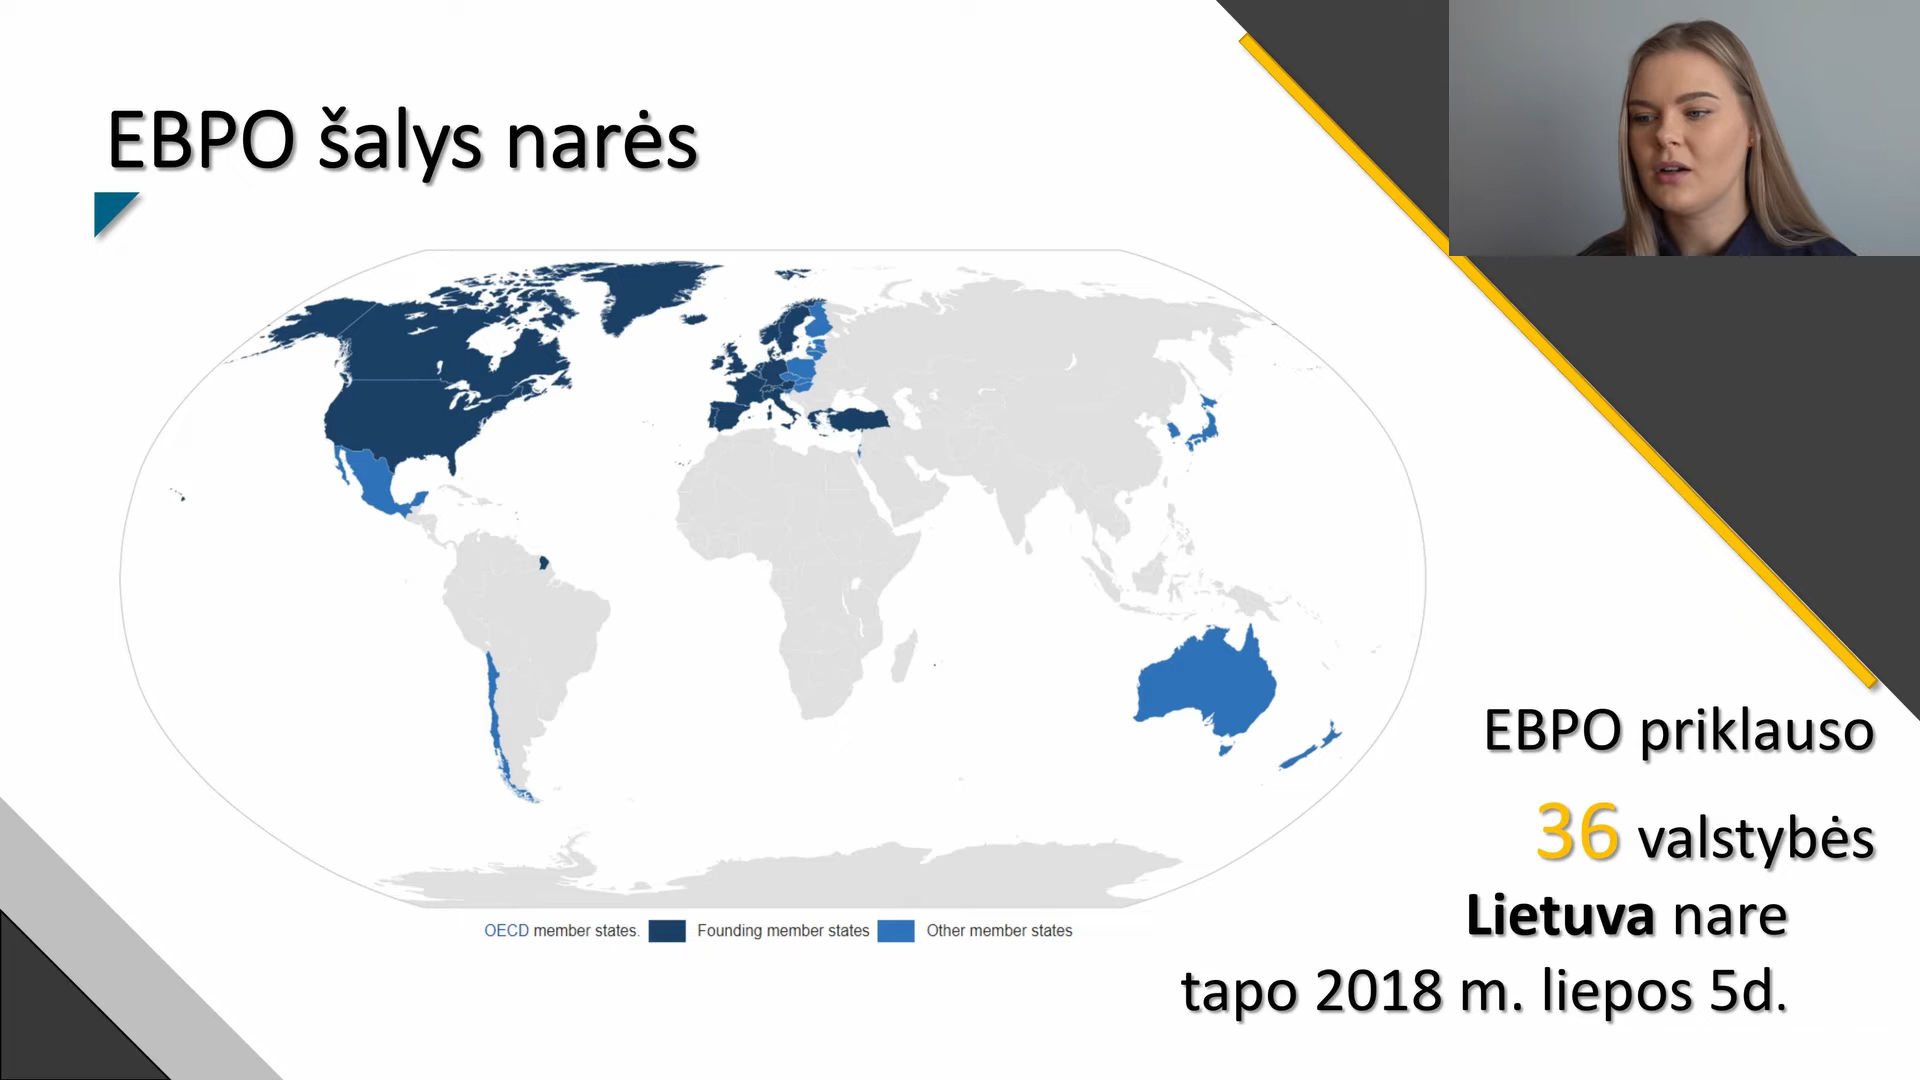 EBPO šalys narės
OECD member states. Founding member states Other member states
EBPO priklauso
36 valstybės
Lietuva nare
tapo 2018 m. liepos 5d.